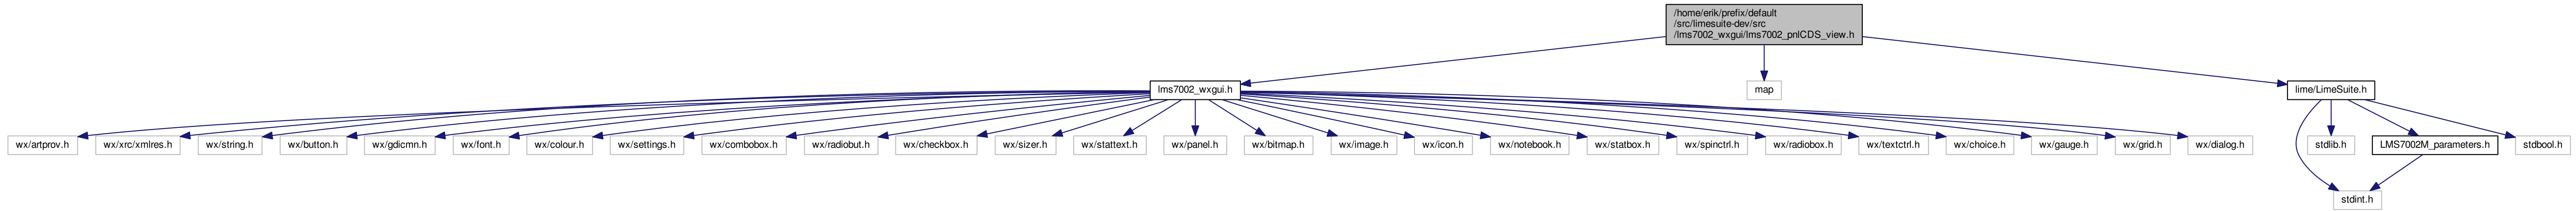 /home/erik/prefix/default
/src/limesuite-dev/src
/lms7002_wxgui/lms7002_pnlCDS_view.h
lms7002_wxgui.h
map
lime/LimeSuite.h
wx/artprov.h
wx/xrc/xmlres.h
wx/string.h
wx/button.h
wx/gdicmn.h
wx/font.h
wx/colour.h
wx/settings.h
wx/combobox.h
wx/radiobut.h
wx/checkbox.h
wx/sizer.h
wx/stattext.h
wx/panel.h
wx/bitmap.h
wx/image.h
wx/icon.h
wx/notebook.h
wx/statbox.h
wx/spinctrl.h
wx/radiobox.h
wx/textctrl.h
wx/choice.h
wx/gauge.h
wx/grid.h
wx/dialog.h
stdlib.h
LMS7002M_parameters.h
stdbool.h
stdint.h